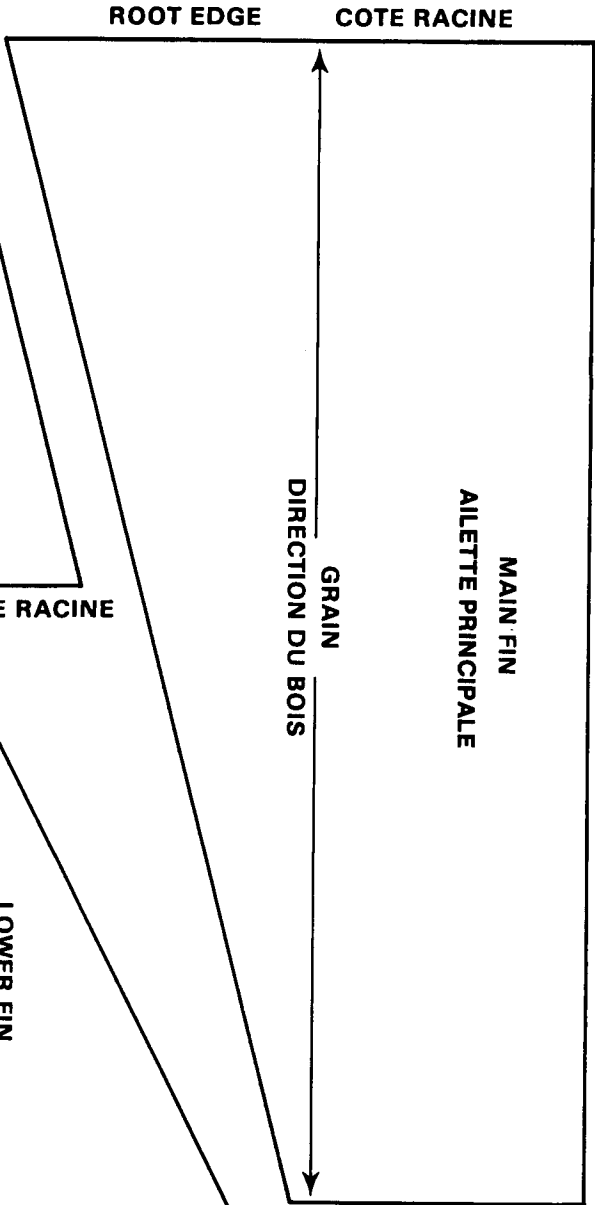 ROOT EDGE COTE RACINE
MAIN FIN
AILETTE PRINCIPALE
GRAIN
DIRECTION DU BOIS
RACINE
LOWER FIN